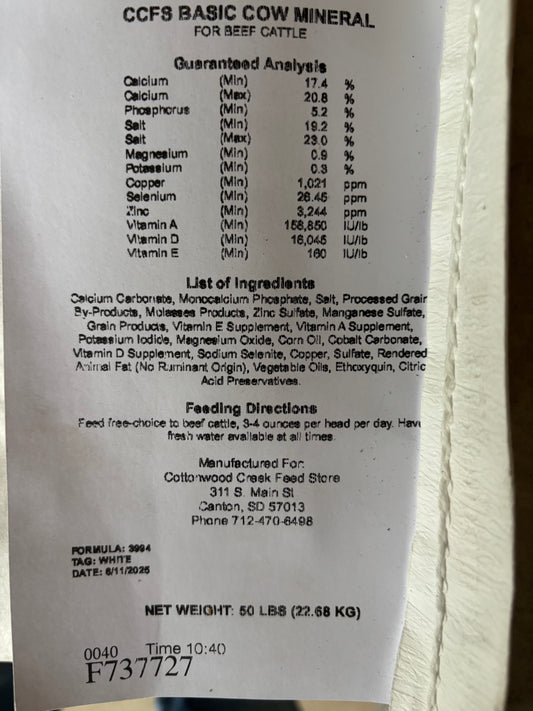 CCFS BASIC COW MINERAL
FOR BEEF CATTLE
Guaranteed Analysis
Calcium (Min) 17.4 %
Calcium (Max) 20.8 %
Phosphorus (Min) 5.2 %
Salt (Min) 19.2 %
Salt (Max) 23.0 %
Magnesium (Min) 0.9 %
Potassium (Min) 0.3 %
Copper (Min) 1,021 ppm
Selenium (Min) 26.45 ppm
Zinc (Min) 3,244 ppm
Vitamin A (Min) 158,850 IU/lb
Vitamin D (Min) 16,045 IU/lb
Vitamin E (Min) 160 IU/lb
List of Ingredients
Calcium Carbonate, Monocalcium Phosphate, Salt, Processed Grain
By-Products, Molasses Products, Zinc Sulfate, Manganese Sulfate,
Grain Products, Vitamin E Supplement, Vitamin A Supplement,
Potassium Iodide, Magnesium Oxide, Corn Oil, Cobalt Carbonate,
Vitamin D Supplement, Sodium Selenite, Copper, Sulfate, Rendered
Animal Fat (No Ruminant Origin), Vegetable Oils, Ethoxyquin, Citric
Acid Preservatives.
Feeding Directions
Feed free-choice to beef cattle, 3-4 ounces per head per day. Have
fresh water available at all times.
Manufactured For:
Cottonwood Creek Feed Store
311 S. Main St
Canton, SD 57013
Phone 712-470-6498
FORMULA: 3994
TAG: WHITE
DATE: 6/11/2025
NET WEIGHT: 50 LBS (22.68 KG)
0040 Time 10:40
F737727